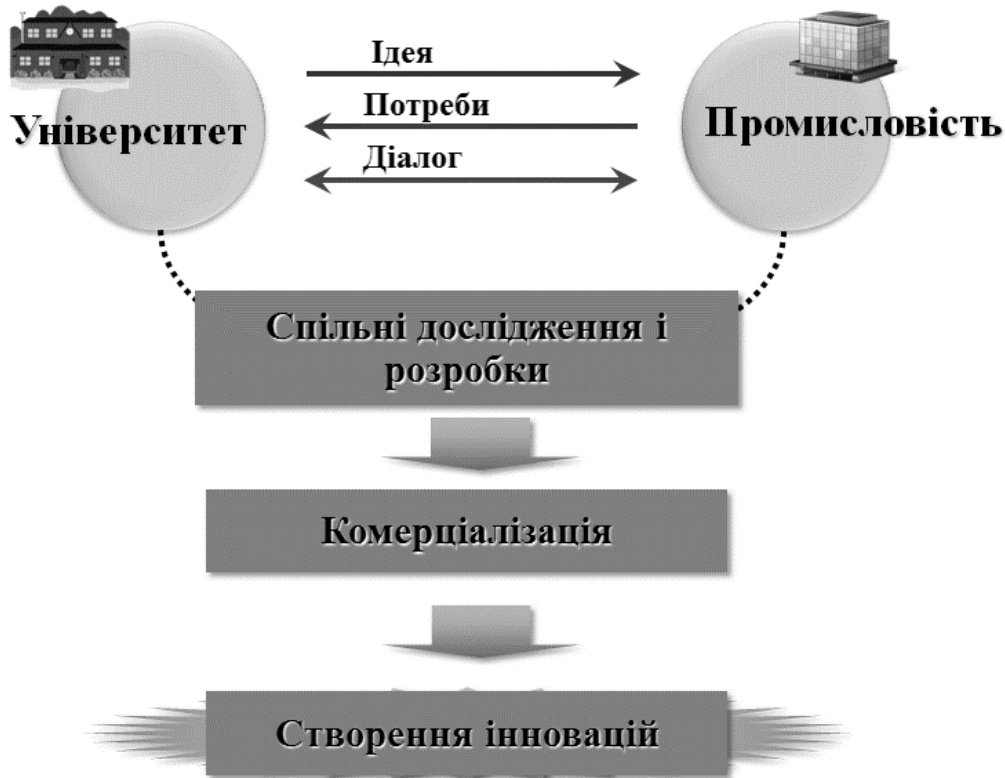 Ідея
Потреби
Університет
Промисловість
Діалог
Спільні дослідження і
розробки
Комерціалізація
Створення інновацій